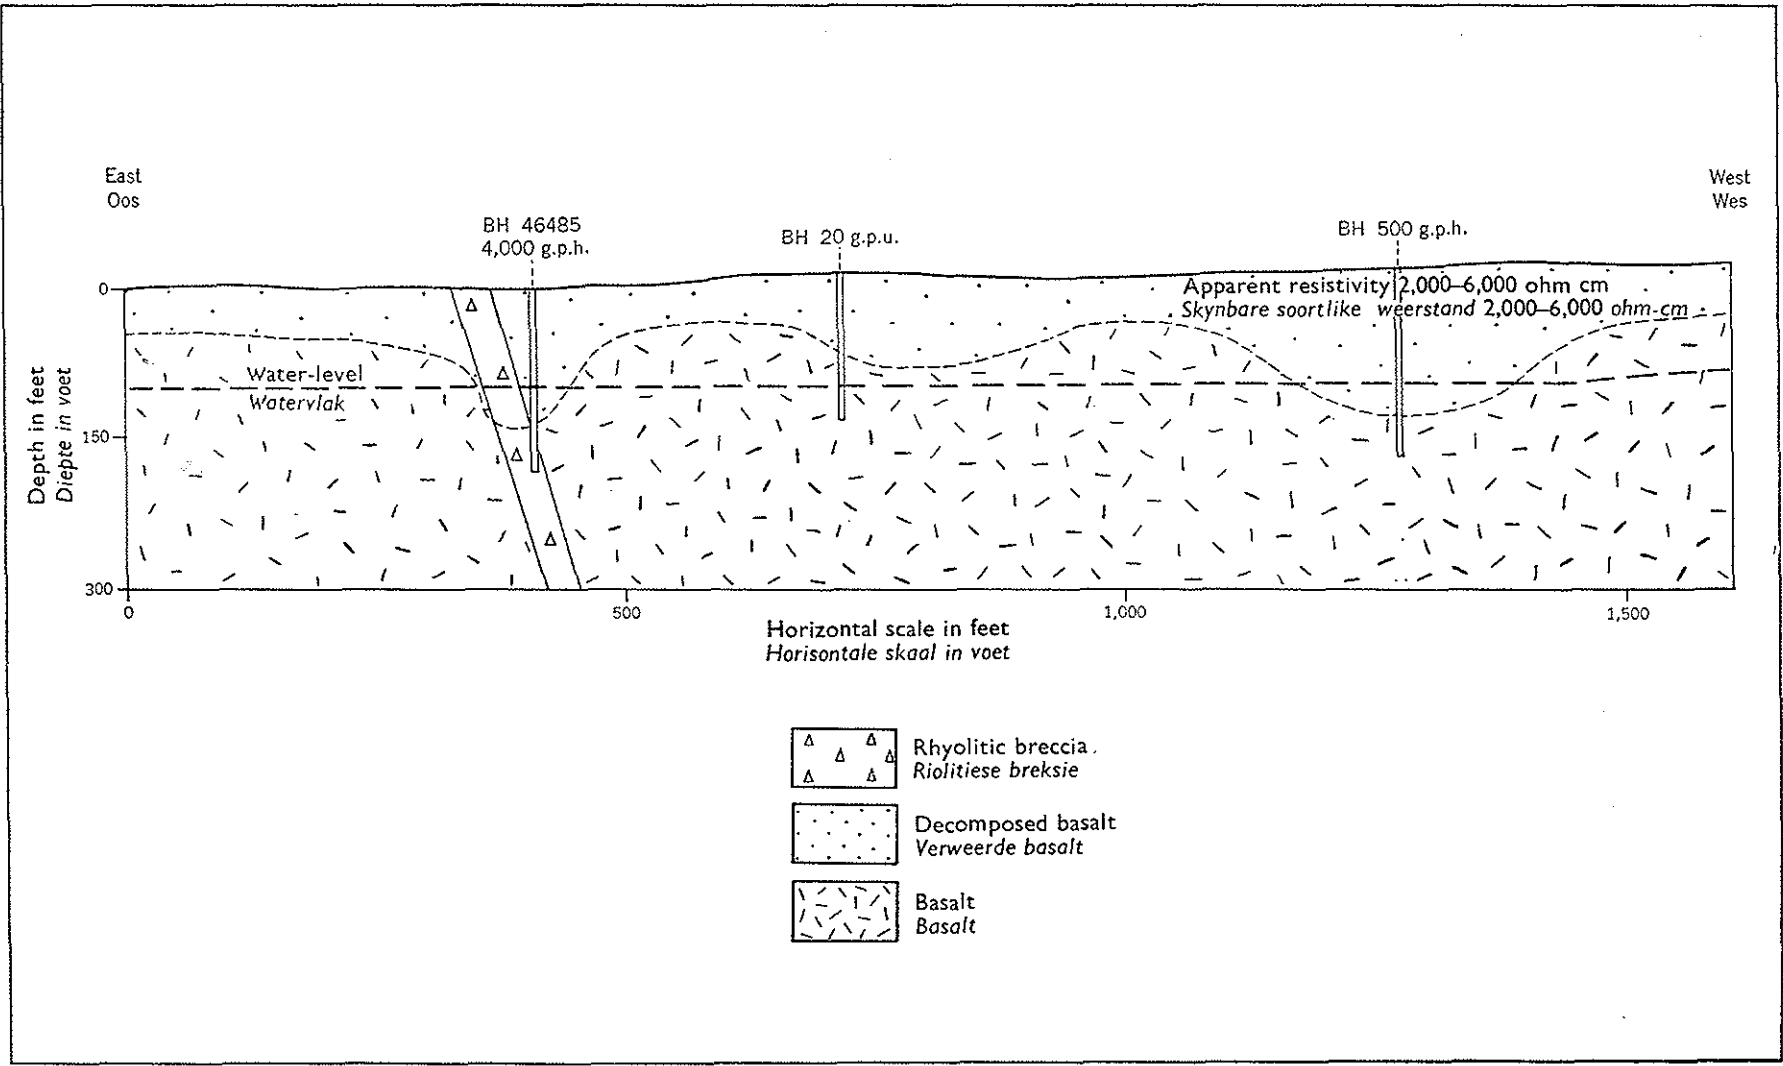 East
Oos
West
Wes
BH 46485
4,000 g.p.h.
BH 20 g.p.u.
BH 500 g.p.h.
Apparent resistivity 2,000–6,000 ohm cm
Skynbare soortlike weerstand 2,000–6,000 ohm-cm
0
150
300
Depth in feet
Diepte in voet
Water-level
Watervlak
0
500
1,000
1,500
Horizontal scale in feet
Horisontale skaal in voet
Rhyolitic breccia
Riolitiese breksie
Decomposed basalt
Verweerde basalt
Basalt
Basalt